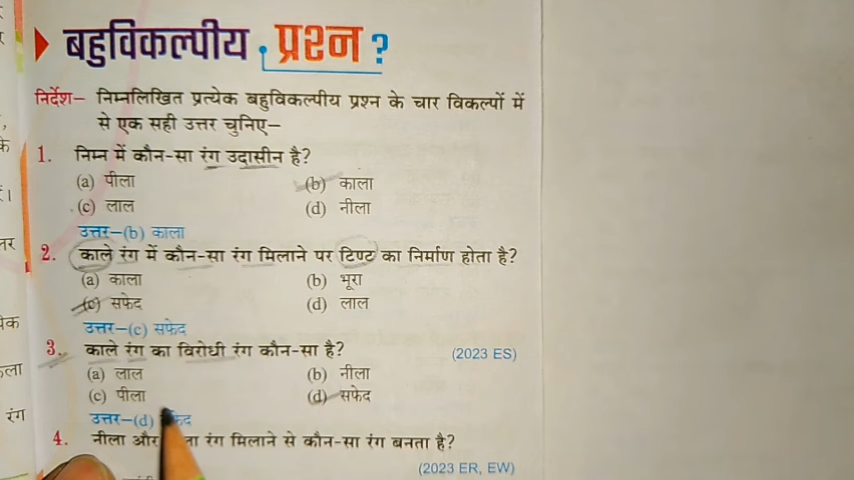 बहुविकल्पीय प्रश्न ?
निर्देश– निम्नलिखित प्रत्येक बहुविकल्पीय प्रश्न के चार विकल्पों में
से एक सही उत्तर चुनिए–
1. निम्न में कौन-सा रंग उदासीन है?
(a) पीला (b) काला
(c) लाल (d) नीला
उत्तर–(b) काला
2. काले रंग में कौन-सा रंग मिलाने पर टिण्ट का निर्माण होता है?
(a) काला (b) भूरा
(c) सफेद (d) लाल
उत्तर–(c) सफेद
3. काले रंग का विरोधी रंग कौन-सा है? (2023 ES)
(a) लाल (b) नीला
(c) पीला (d) सफेद
उत्तर–(d)
4. नीला और रंग मिलाने से कौन-सा रंग बनता है?
(2023 ER, EW)
रंग